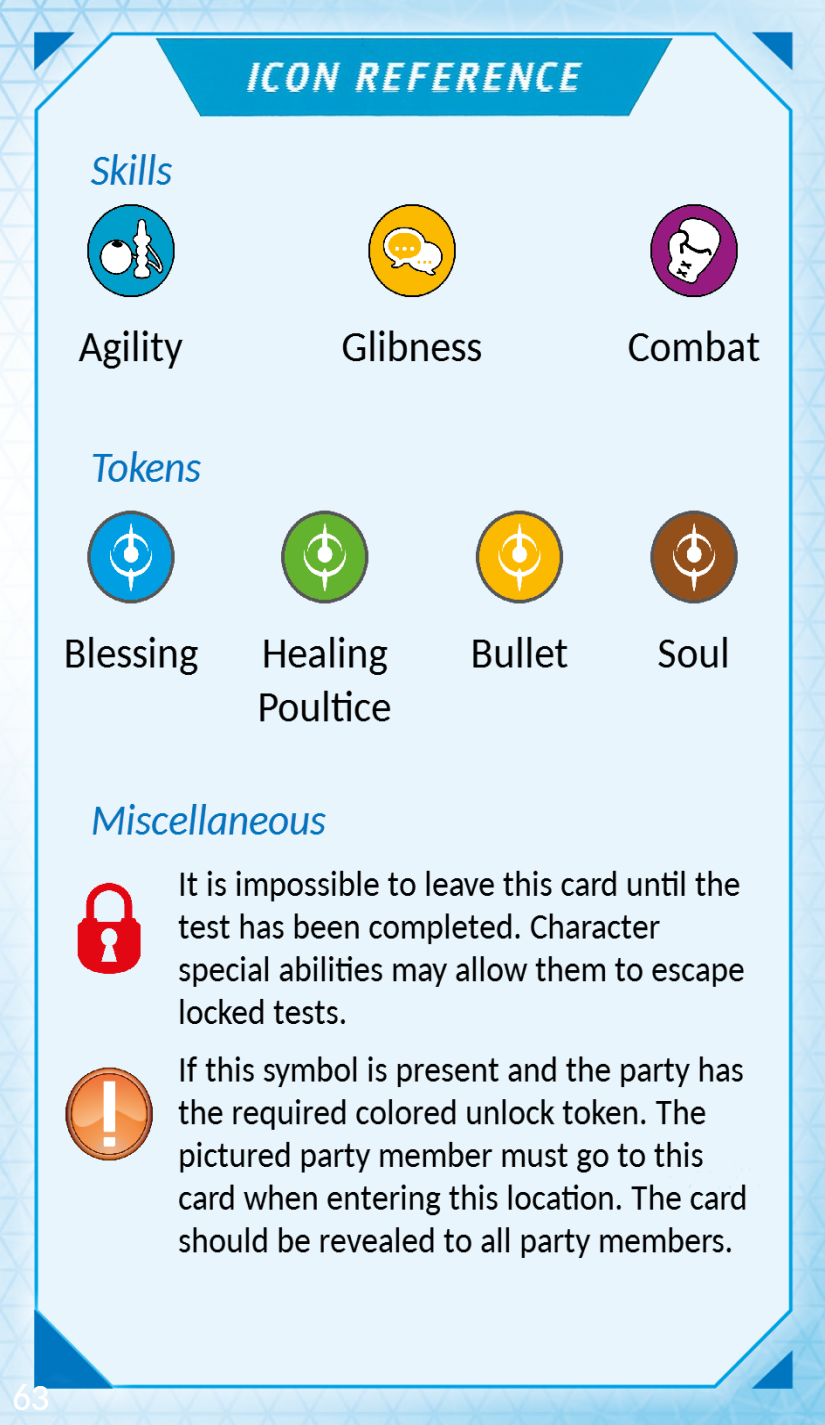 ICON REFERENCE
Skills
Agility
Glibness
Combat
Tokens
Blessing
Healing
Poultice
Bullet
Soul
Miscellaneous
It is impossible to leave this card until the
test has been completed. Character
special abilities may allow them to escape
locked tests.
If this symbol is present and the party has
the required colored unlock token. The
pictured party member must go to this
card when entering this location. The card
should be revealed to all party members.
63